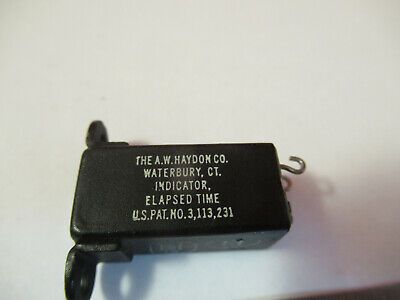 THE A.W. HAYDON CO.
WATERBURY, CT.
INDICATOR,
ELAPSED TIME
U.S. PAT. NO. 3,113,231